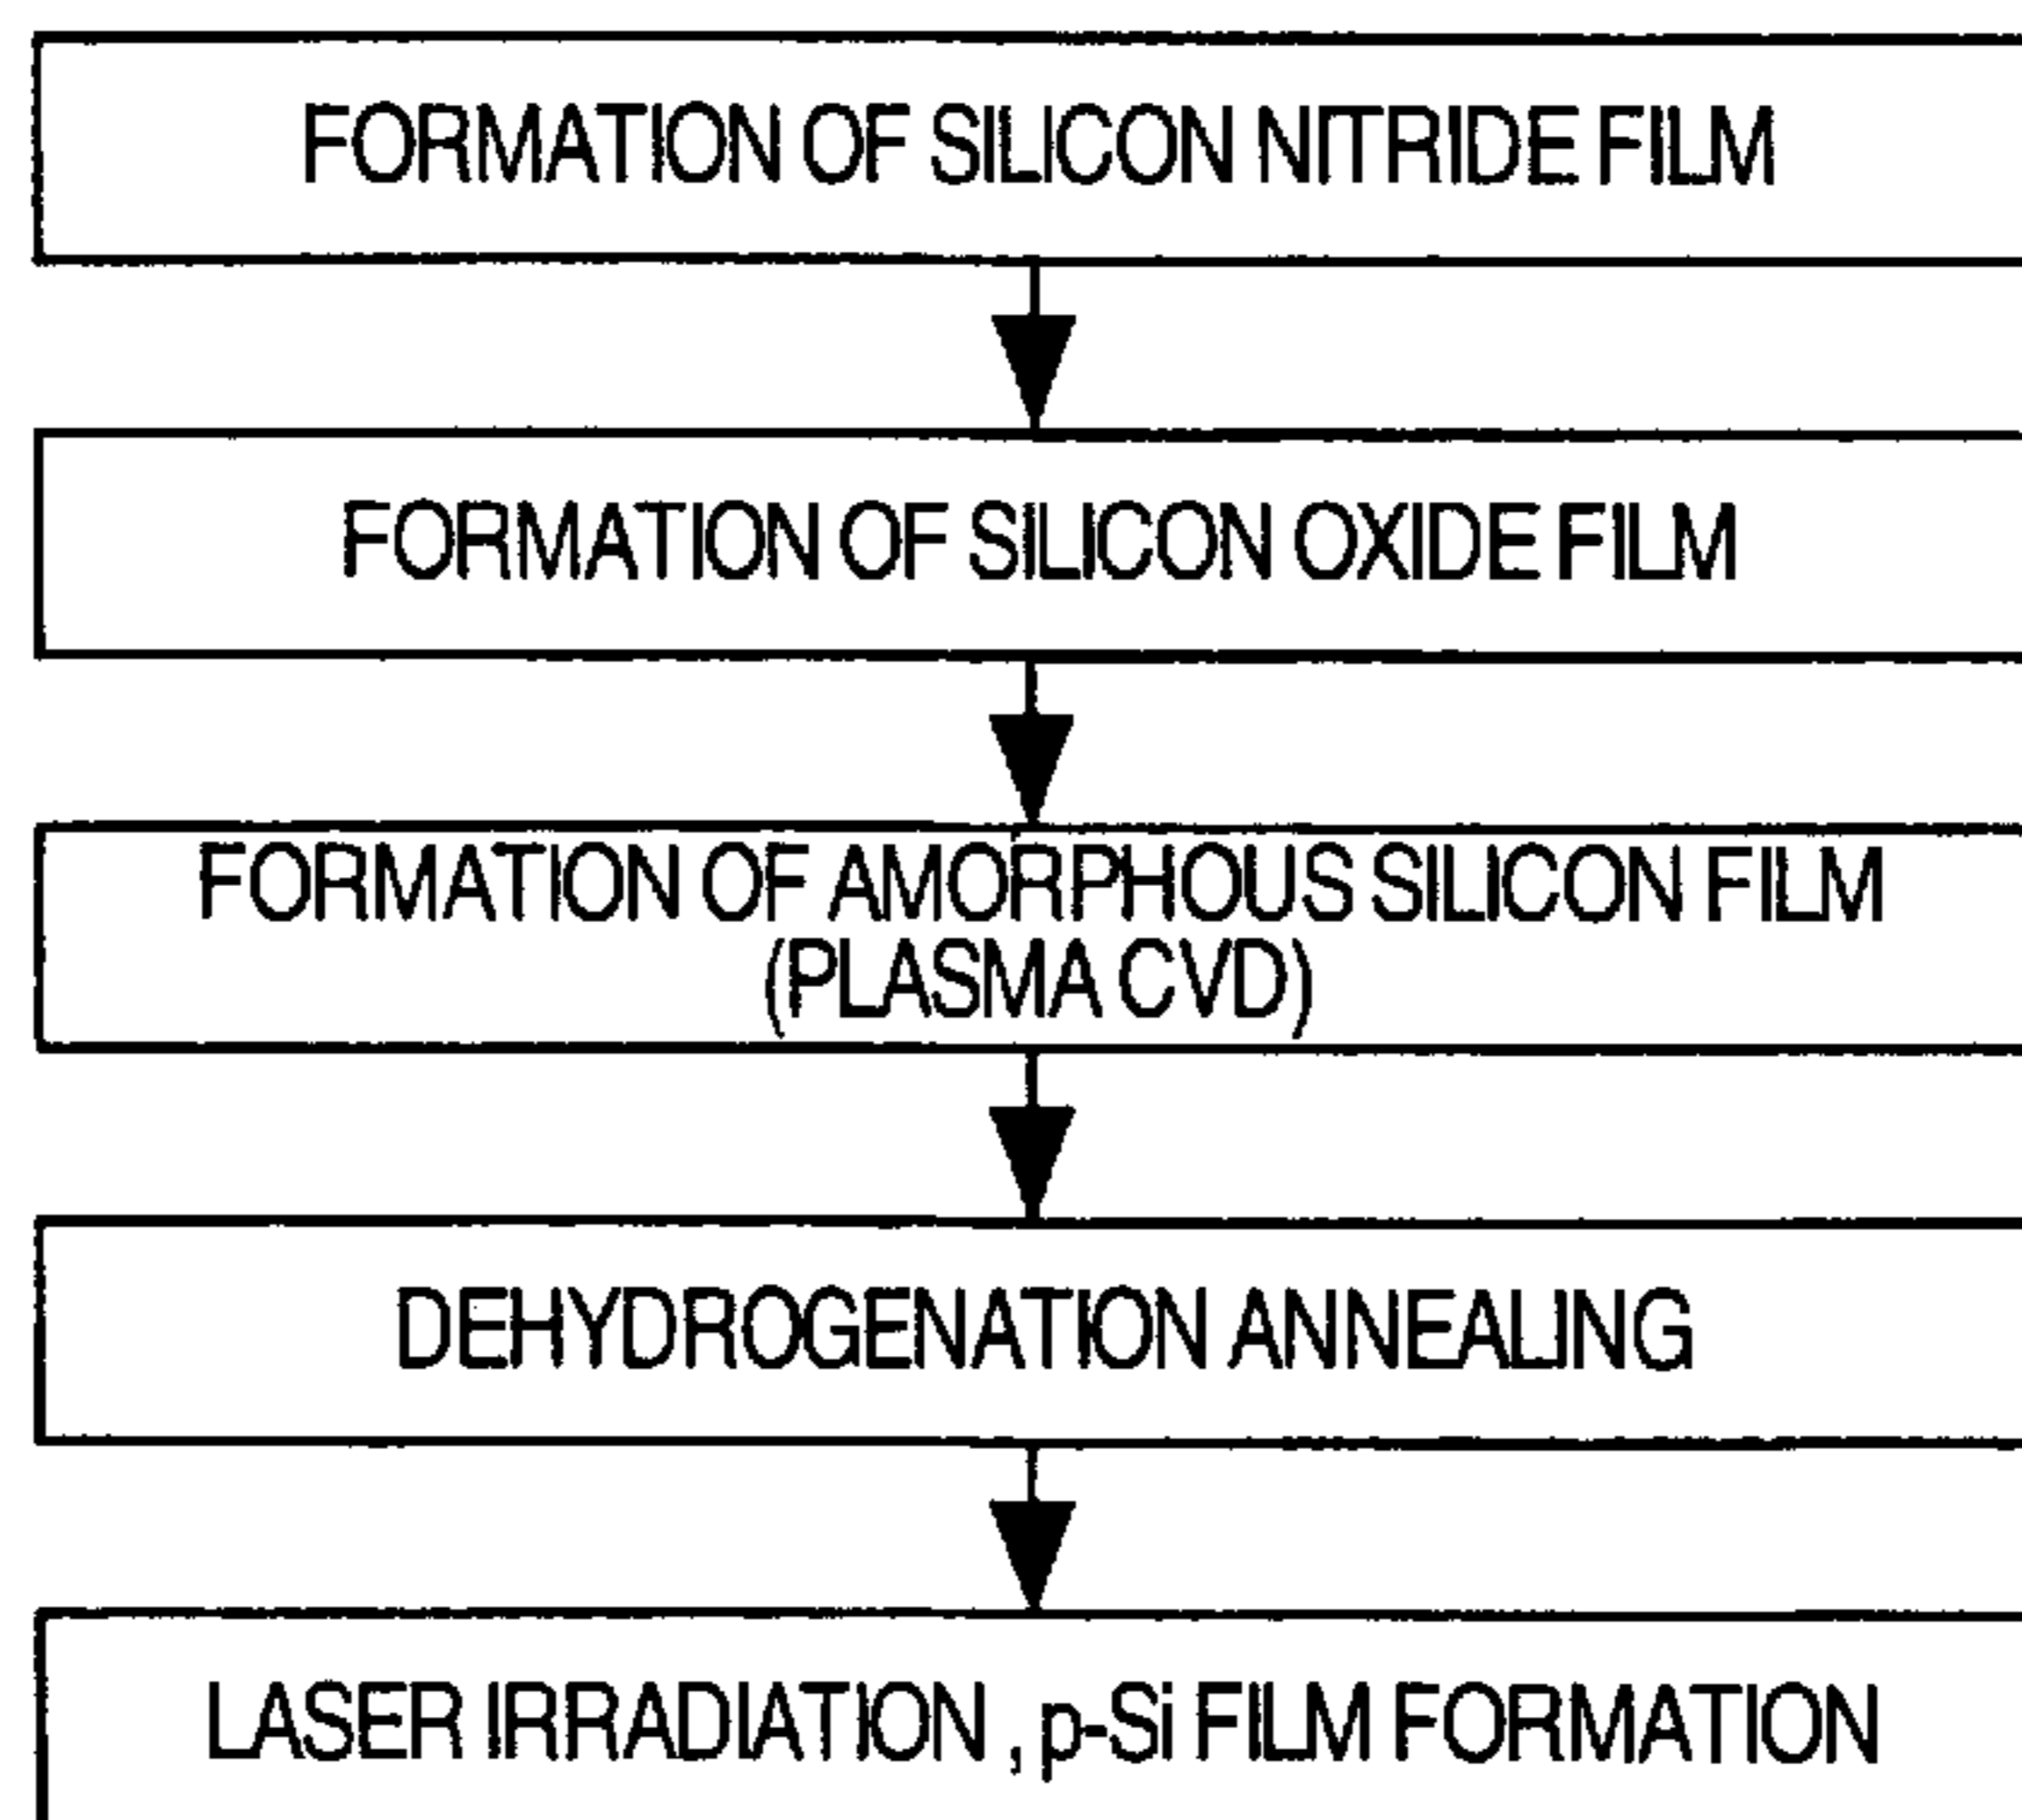 FORMATION OF SILICON NITRIDE FILM
FORMATION OF SILICON OXIDE FILM
FORMATION OF AMORPHOUS SILICON FILM
(PLASMA CVD)
DEHYDROGENATION ANNEALING
LASER IRRADIATION , p-Si FILM FORMATION